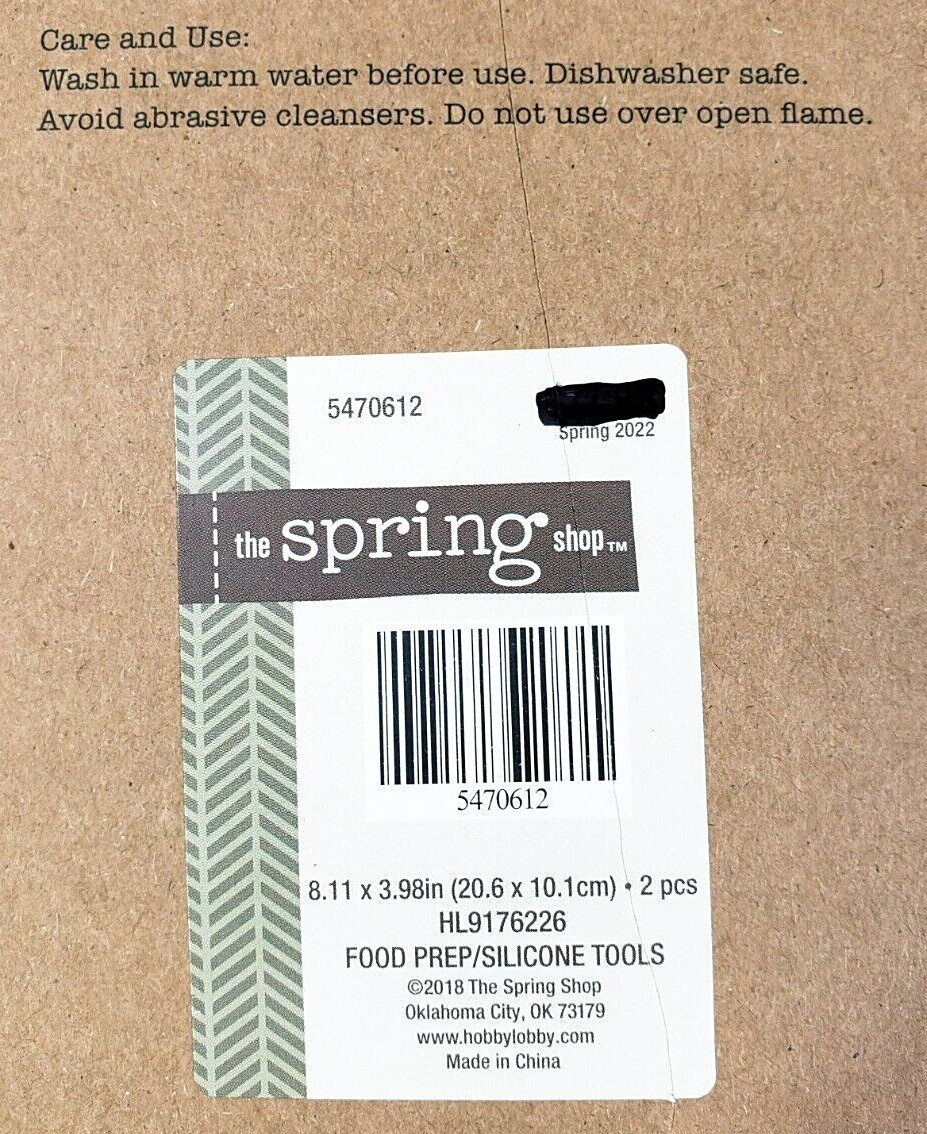 Care and Use:
Wash in warm water before use. Dishwasher safe.
Avoid abrasive cleansers. Do not use over open flame.
5470612
Spring 2022
the spring shop™
5470612
8.11 x 3.98in (20.6 x 10.1cm) • 2 pcs
HL9176226
FOOD PREP/SILICONE TOOLS
©2018 The Spring Shop
Oklahoma City, OK 73179
www.hobbylobby.com
Made in China